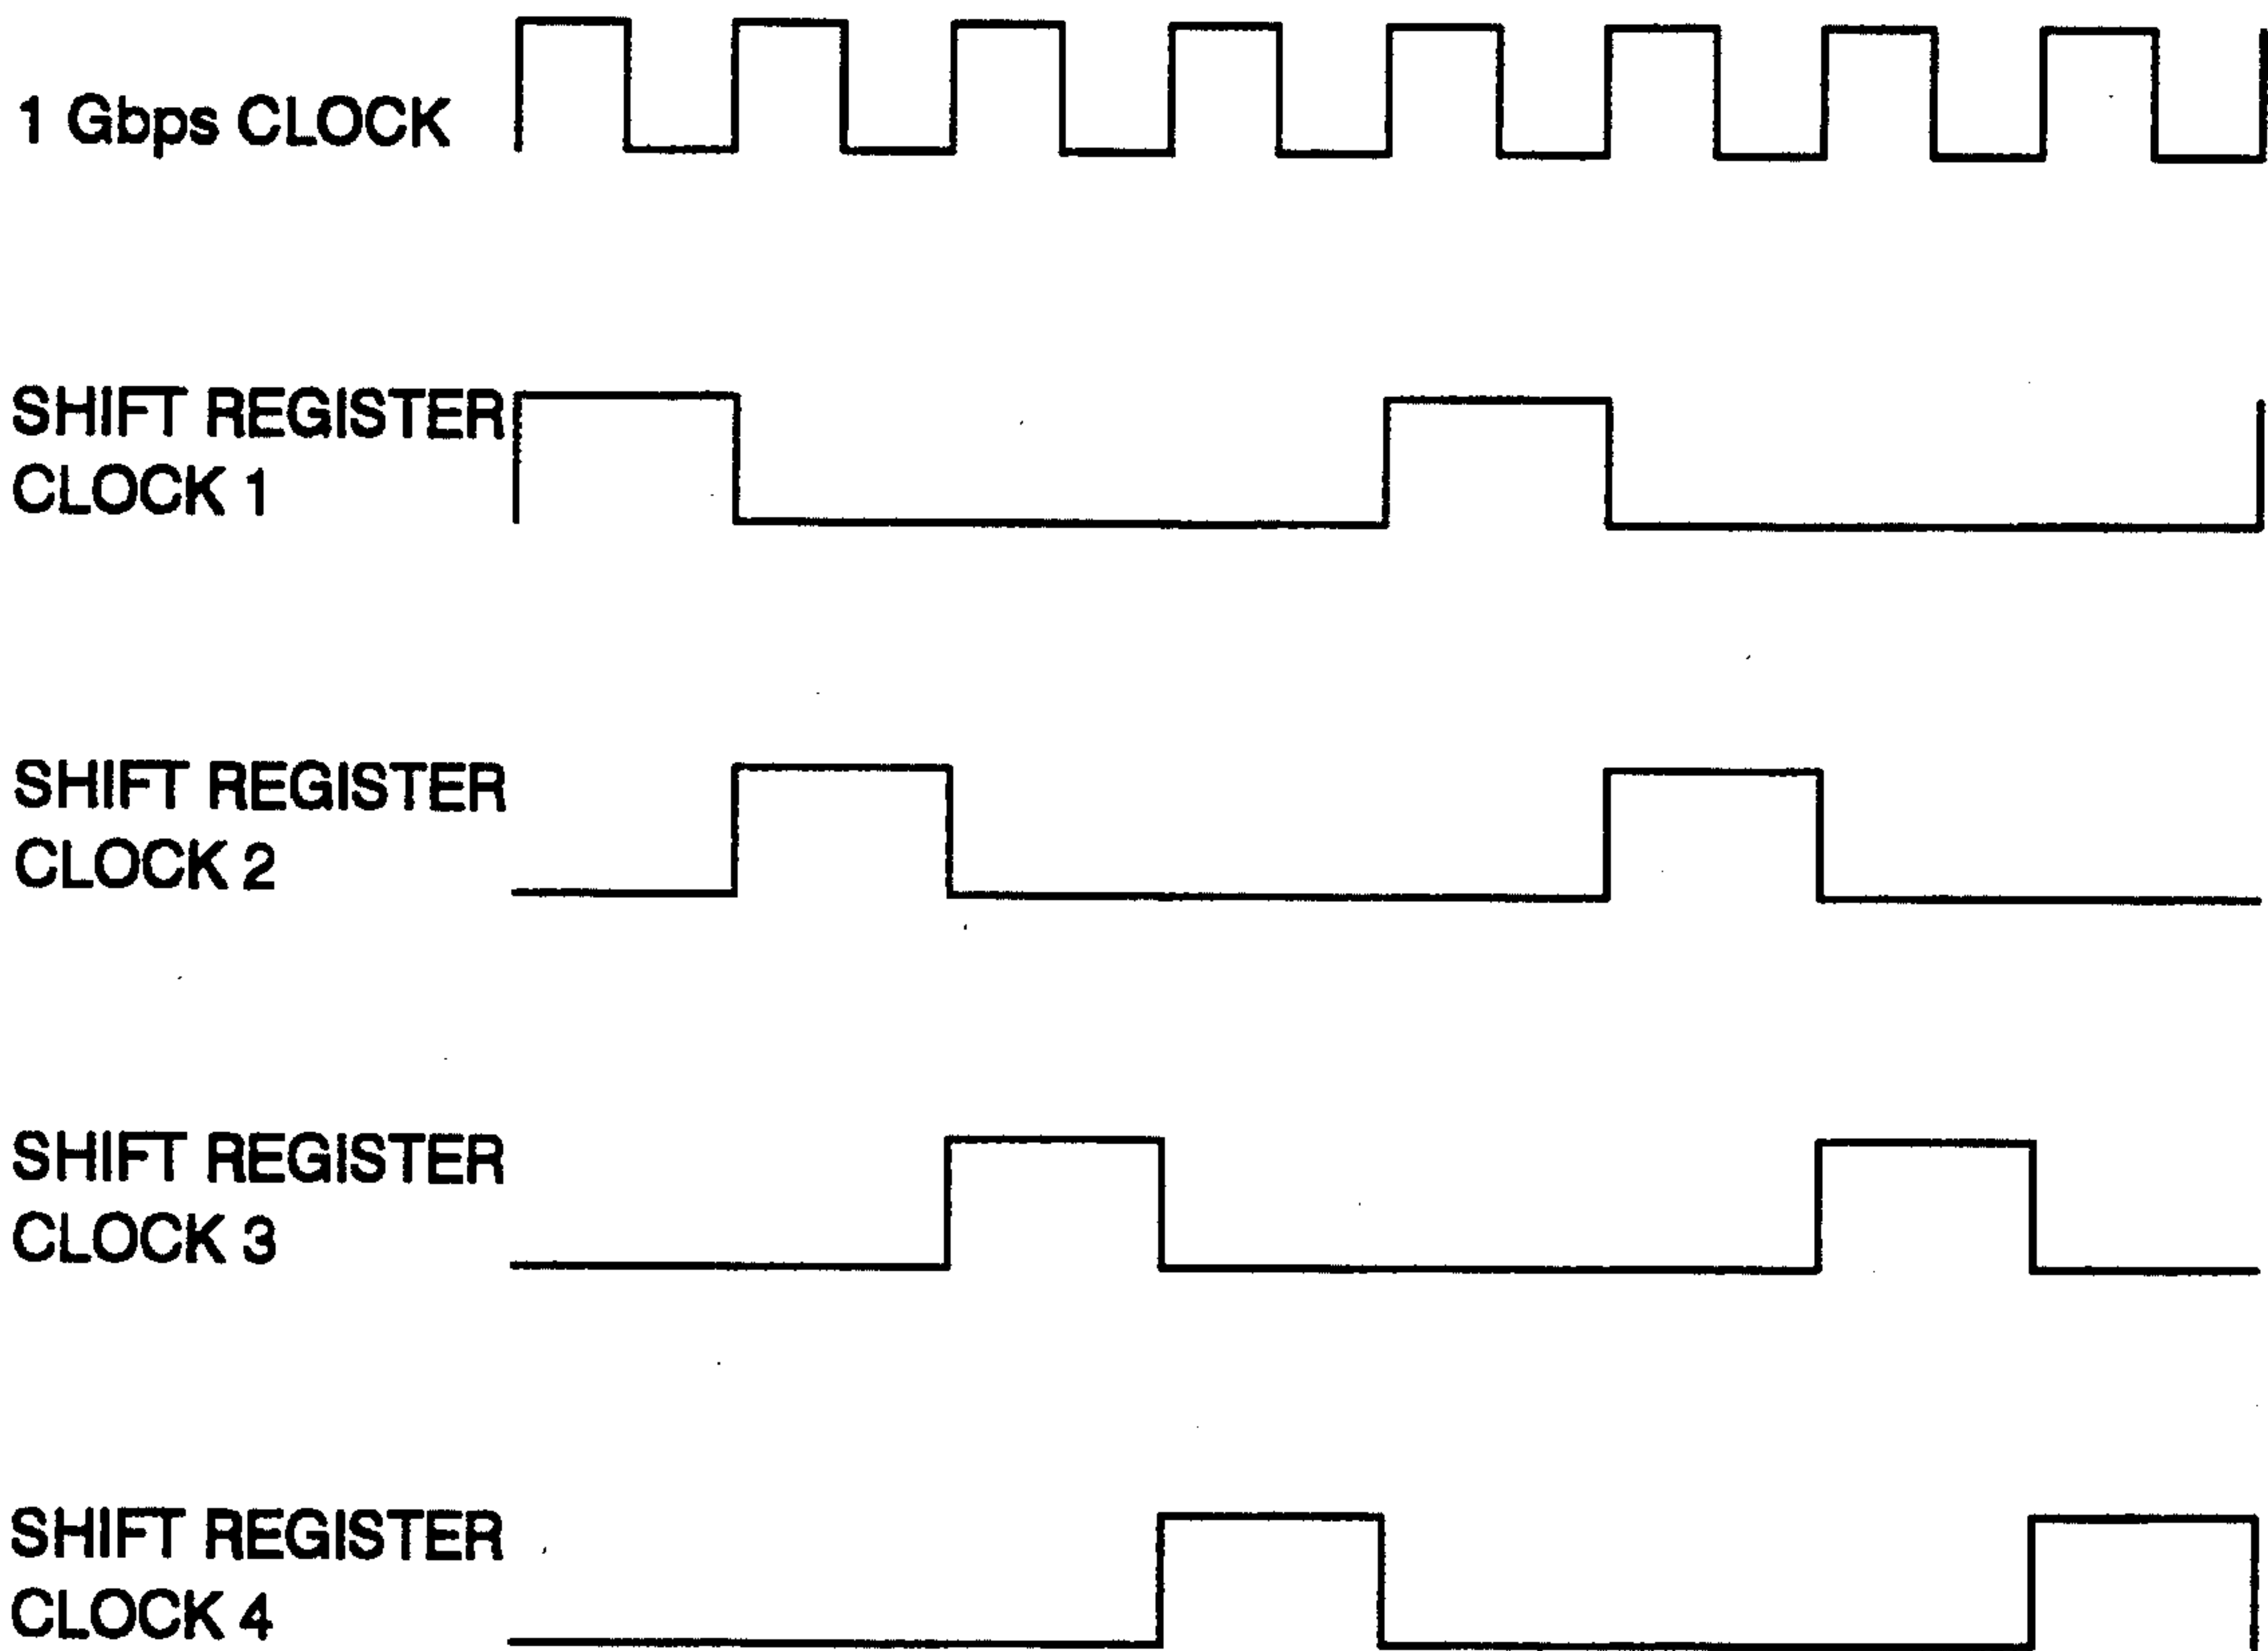 1 Gbps CLOCK
SHIFT REGISTER
CLOCK 1
SHIFT REGISTER
CLOCK 2
SHIFT REGISTER
CLOCK 3
SHIFT REGISTER
CLOCK 4